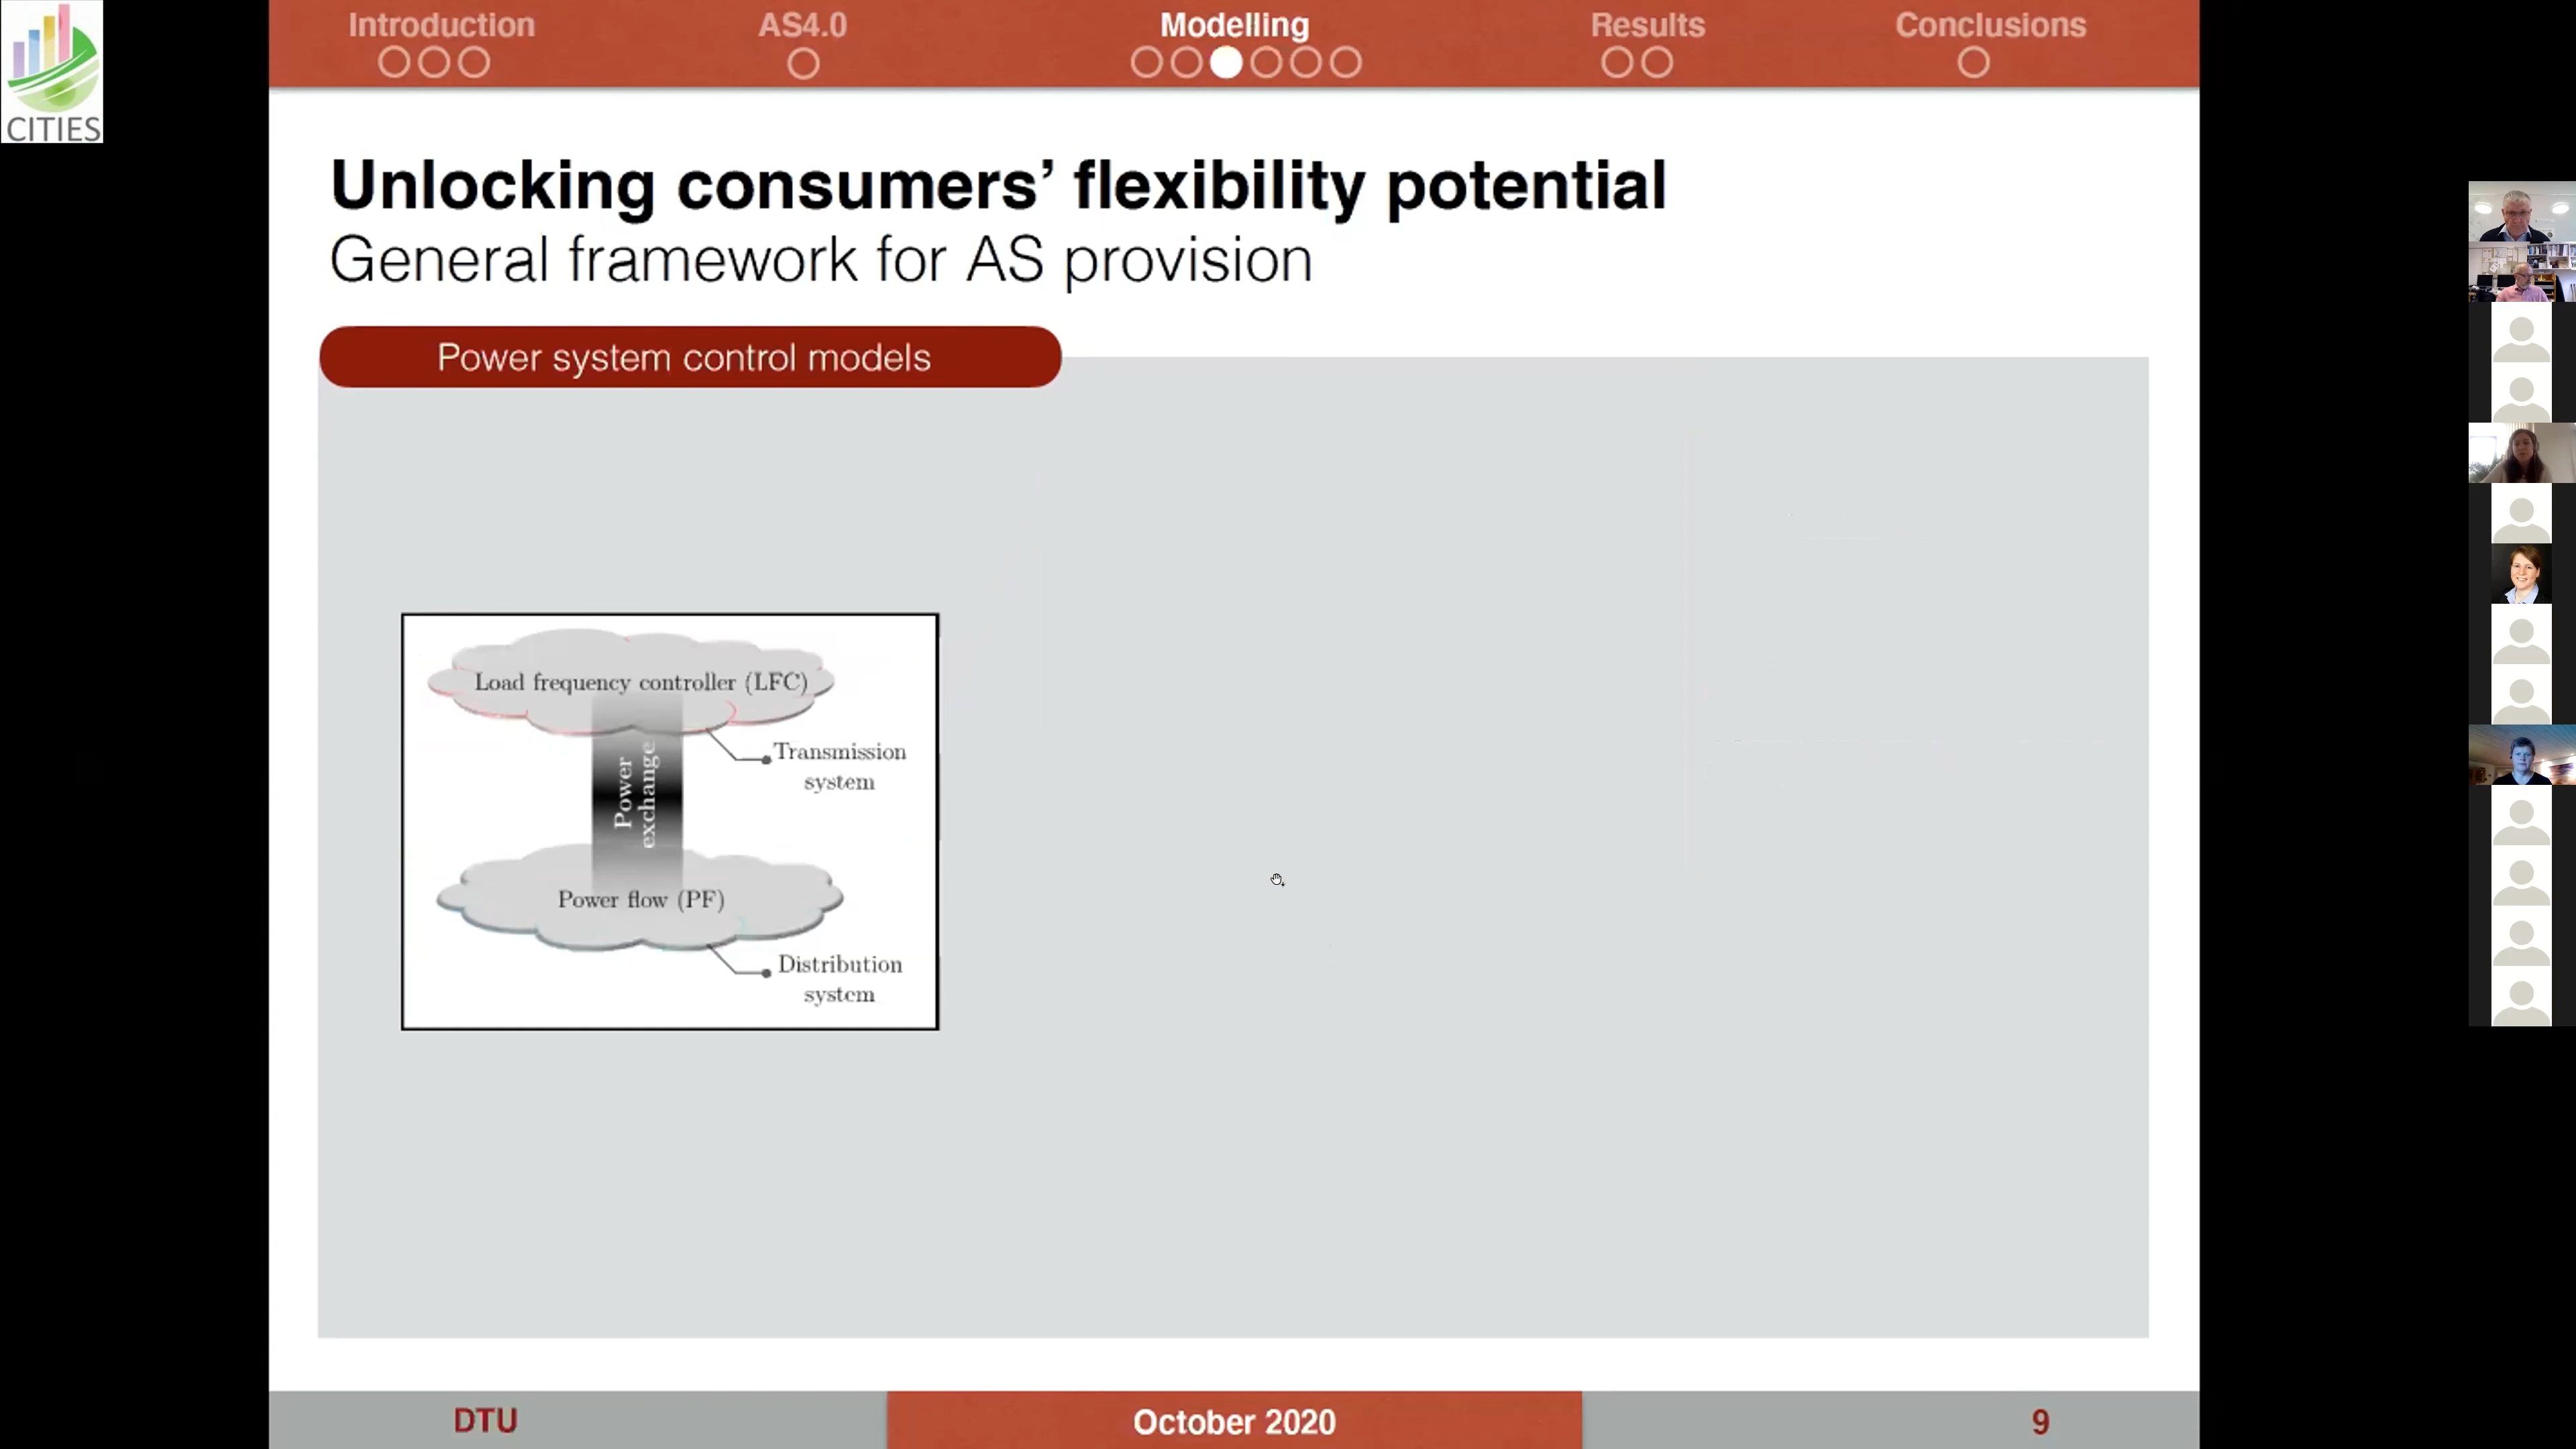 CITIES
Introduction
AS4.0
Modelling
Results
Conclusions
Unlocking consumers’ flexibility potential
General framework for AS provision
Power system control models
Load frequency controller (LFC)
Transmission
system
Power
exchange
Power flow (PF)
Distribution
system
DTU
October 2020
9